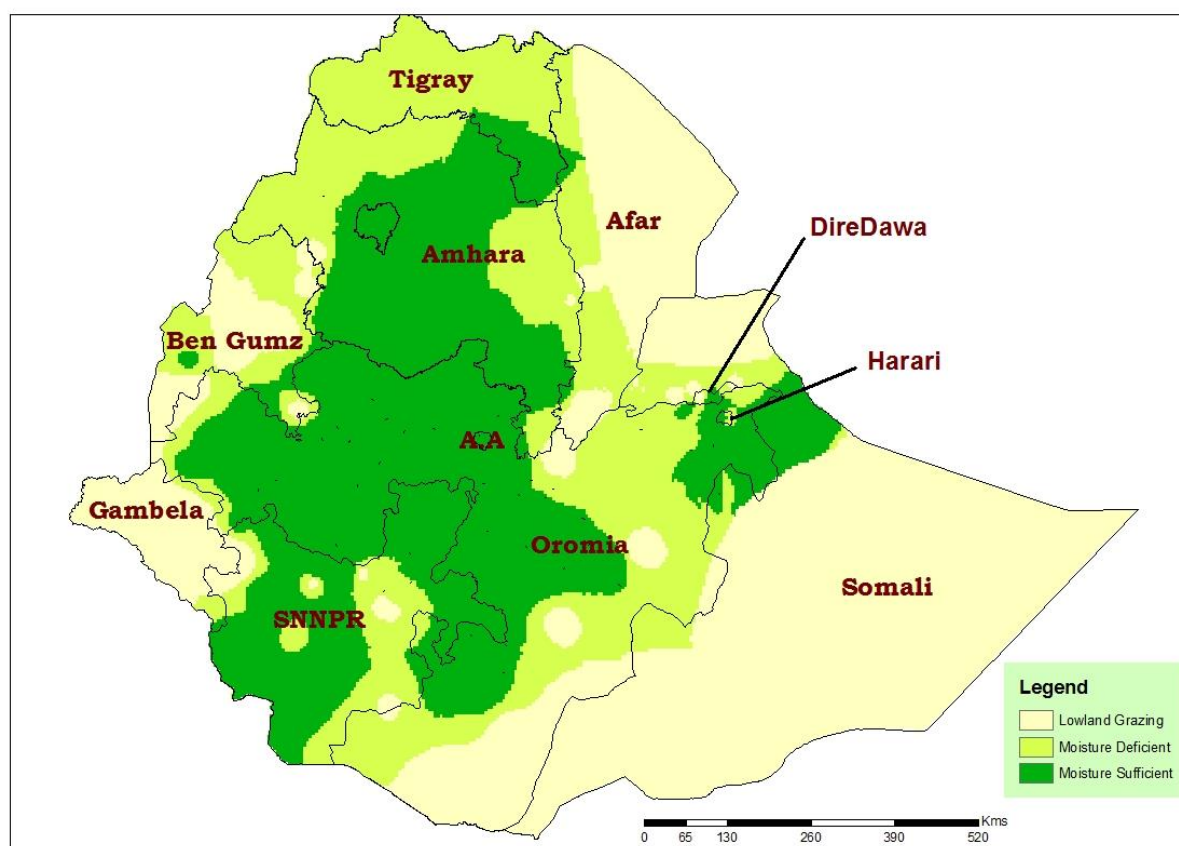 Tigray
Afar
DireDawa
Amhara
Ben Gumz
Harari
A.A
Gambela
Oromia
Somali
SNNPR
Legend
Lowland Grazing
Moisture Deficient
Moisture Sufficient
Kms
0 65 130 260 390 520